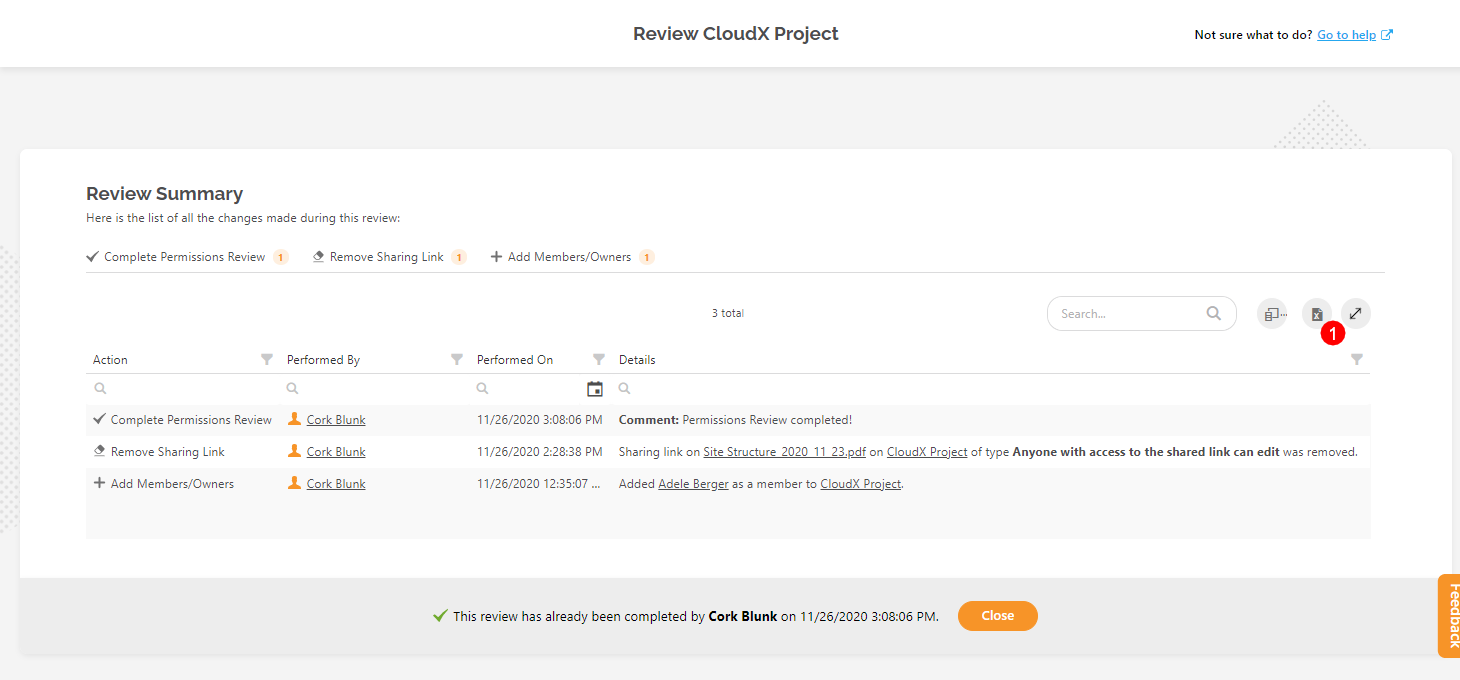 Review CloudX Project
Not sure what to do? Go to help
Review Summary
Here is the list of all the changes made during this review:
Complete Permissions Review 1 Remove Sharing Link 1 Add Members/Owners 1
3 total
Search...
1
Action Performed By Performed On Details
Complete Permissions Review Cork Blunk 11/26/2020 3:08:06 PM Comment: Permissions Review completed!
Remove Sharing Link Cork Blunk 11/26/2020 2:28:38 PM Sharing link on Site Structure_2020_11_23.pdf on CloudX Project of type Anyone with access to the shared link can edit was removed.
Add Members/Owners Cork Blunk 11/26/2020 12:35:07 ... Added Adele Berger as a member to CloudX Project.
This review has already been completed by Cork Blunk on 11/26/2020 3:08:06 PM. Close
Feedback